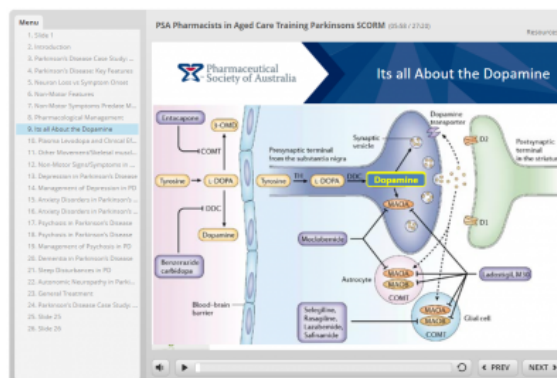 Menu
1. Slide 1
2. Introduction
3. Parkinson's Disease Case Study: ...
4. Parkinson's Disease: Key Features
5. Neuron Loss vs Symptom Onset
6. Non-Motor Features
7. Non-Motor Symptoms Predate M...
8. Pharmacological Management
9. Its all About the Dopamine
10. Plasma Levodopa and Clinical Ef...
11. Other Movement/Skeletal muscl...
12. Non-Motor Signs/Symptoms in ...
13. Depression in Parkinson's Disease
14. Management of Depression in PD
15. Anxiety Disorders in Parkinson's ...
16. Anxiety Disorders in Parkinson's ...
17. Psychosis in Parkinson's Disease
18. Psychosis in Parkinson's Disease
19. Management of Psychosis in PD
20. Dementia in Parkinson's Disease
21. Sleep Disturbances in PD
22. Autonomic Neuropathy in Parki...
23. General Treatment
24. Parkinson's Disease Case Study: ...
25. Slide 25
26. Slide 26
PSA Pharmacists in Aged Care Training Parkinsons SCORM
Resources
Pharmaceutical
Society of Australia
Its all About the Dopamine
Entacapone
3-OMD
COMT
Tyrosine
L DOPA
DDC
Dopamine
Benserazide
carbidopa
Blood–brain
barrier
Presynaptic terminal
from the substantia nigra
Synaptic
vesicle
Dopamine
transporter
D2
Postsynaptic
terminal
in the striatum
Tyrosine
TH
L DOPA
DDC
Dopamine
MAOA
D1
Moclobemide
Astrocyte
MAOA
MAOB
COMT
Ladostigil
Selegiline,
Rasagiline,
Lazabemide,
Safinamide
MAOA
MAOB
COMT
Glial cell
PREV
NEXT